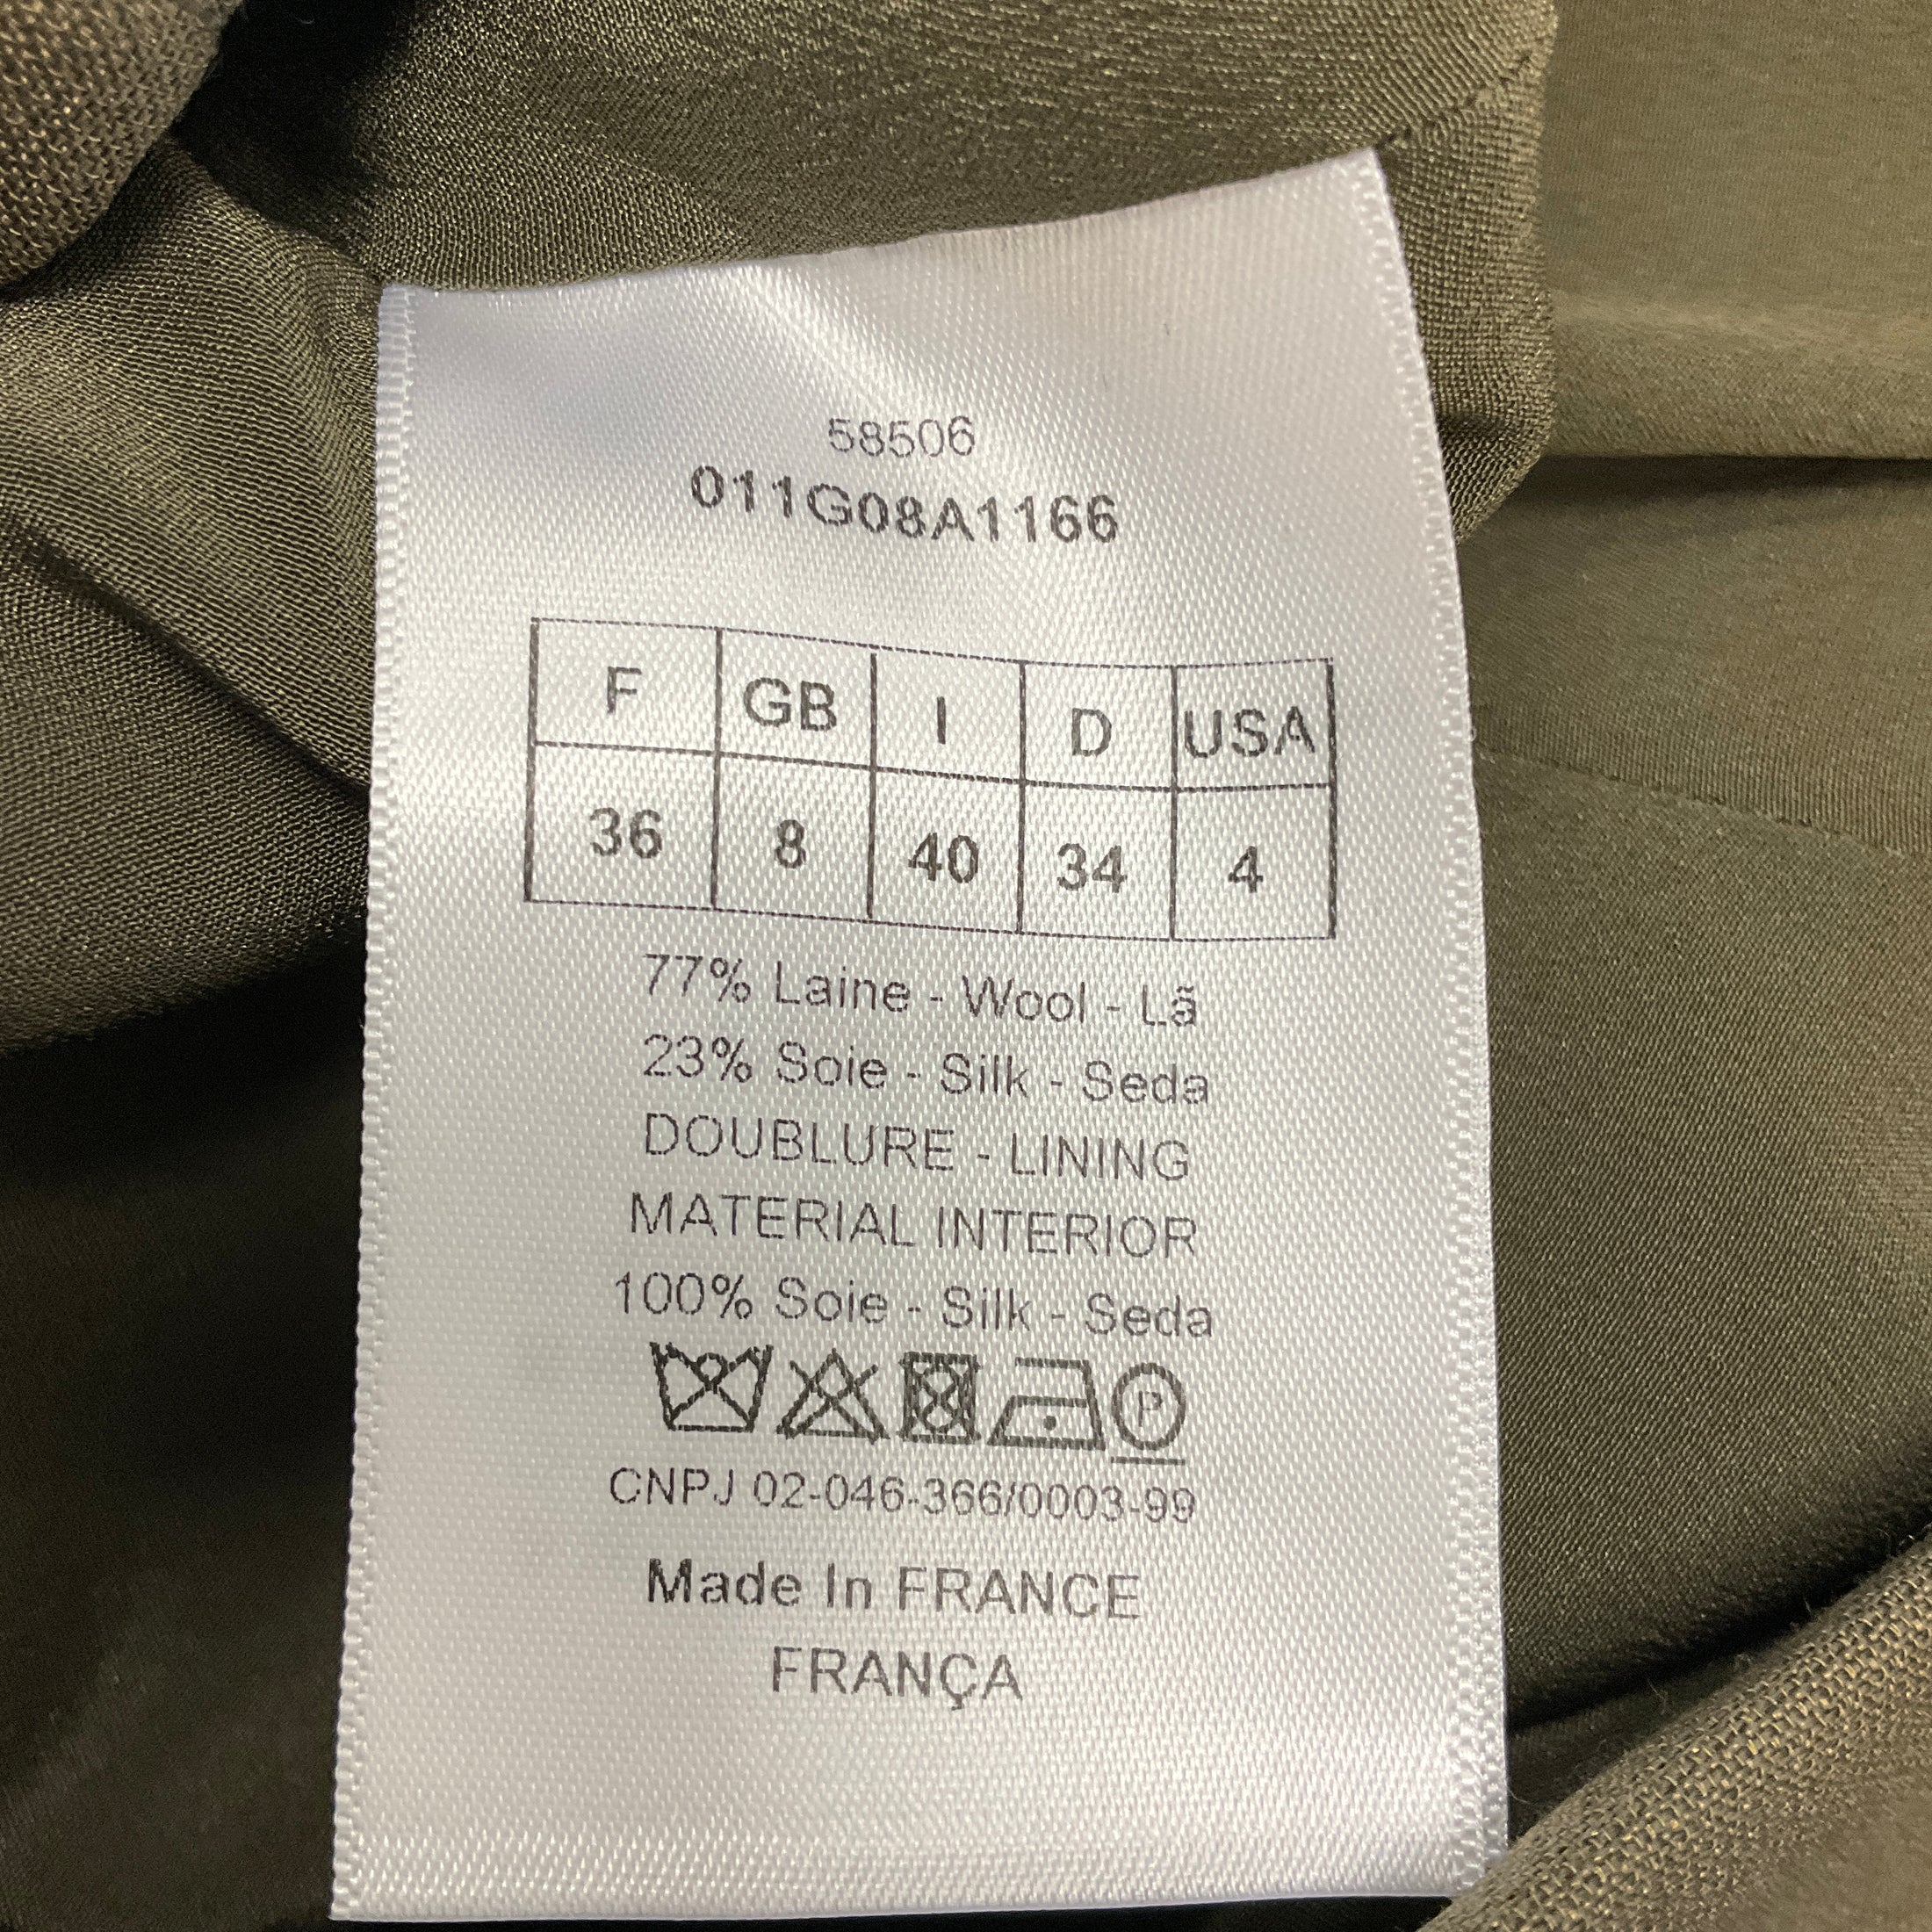 58506
011G08A1166
F GB I D USA
36 8 40 34 4
77% Laine - Wool - Lã
23% Soie - Silk - Seda
DOUBLURE - LINING
MATERIAL INTERIOR
100% Soie - Silk - Seda
P
CNPJ 02-046-366/0003-99
Made In FRANCE
FRANÇA